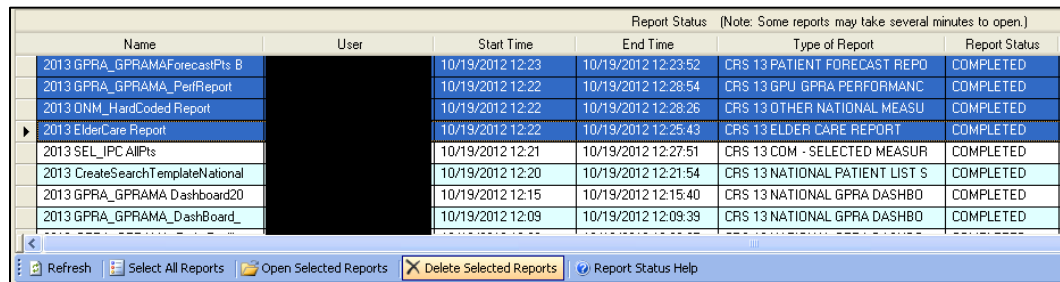 Report Status (Note: Some reports may take several minutes to open.)
Name User Start Time End Time Type of Report Report Status
2013 GPRA_GPRAMAForecastPts B 10/19/2012 12:23 10/19/2012 12:23:52 CRS 13 PATIENT FORECAST REPO COMPLETED
2013 GPRA_GPRAMA_PerfReport 10/19/2012 12:22 10/19/2012 12:28:54 CRS 13 GPU GPRA PERFORMANC COMPLETED
2013 ONM_HardCoded Report 10/19/2012 12:22 10/19/2012 12:28:26 CRS 13 OTHER NATIONAL MEASU COMPLETED
2013 ElderCare Report 10/19/2012 12:22 10/19/2012 12:25:43 CRS 13 ELDER CARE REPORT COMPLETED
2013 SEL_IPC AllPts 10/19/2012 12:21 10/19/2012 12:27:51 CRS 13 COM - SELECTED MEASUR COMPLETED
2013 CreateSearchTemplateNational 10/19/2012 12:20 10/19/2012 12:21:54 CRS 13 NATIONAL PATIENT LIST S COMPLETED
2013 GPRA_GPRAMA Dashboard20 10/19/2012 12:15 10/19/2012 12:15:40 CRS 13 NATIONAL GPRA DASHBO COMPLETED
2013 GPRA_GPRAMA_DashBoard_ 10/19/2012 12:09 10/19/2012 12:09:39 CRS 13 NATIONAL GPRA DASHBO COMPLETED
Refresh Select All Reports Open Selected Reports Delete Selected Reports Report Status Help